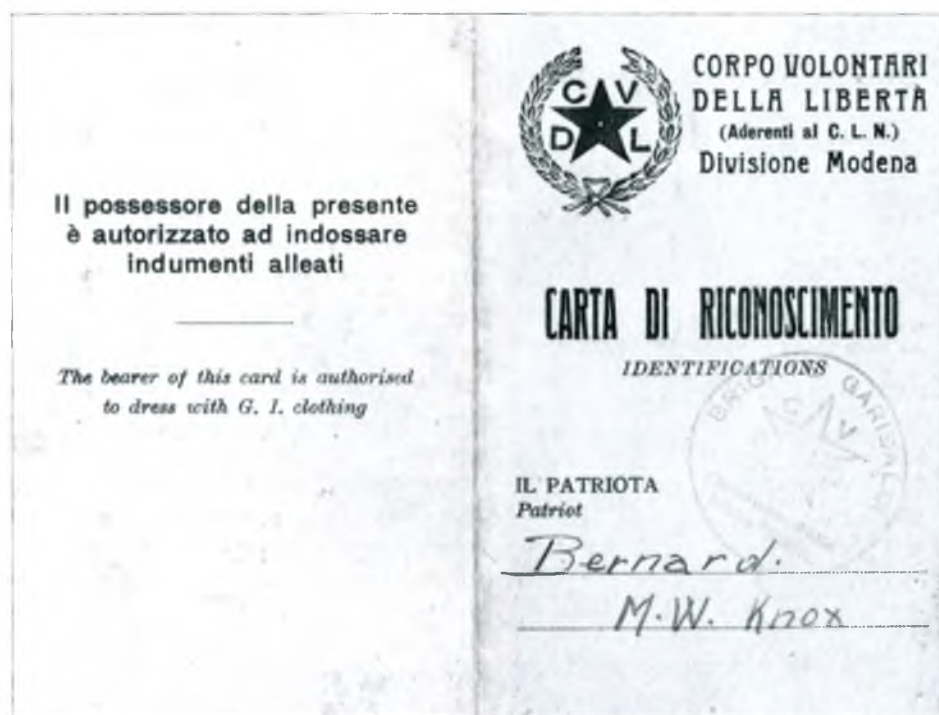 Il possessore della presente
è autorizzato ad indossare
indumenti alleati
The bearer of this card is authorised
to dress with G. I. clothing
C V
D L
CORPO VOLONTARI
DELLA LIBERTÀ
(Aderenti al C. L. N.)
Divisione Modena
CARTA DI RICONOSCIMENTO
IDENTIFICATIONS
C V
IL PATRIOTA
Patriot
Bernard.
M.W. Knox